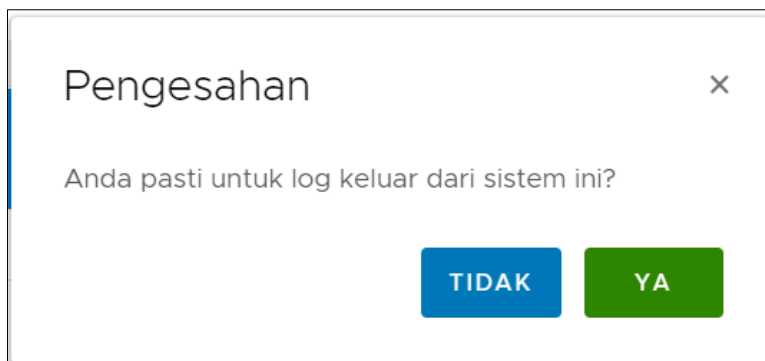 Pengesahan
Anda pasti untuk log keluar dari sistem ini?
TIDAK
YA